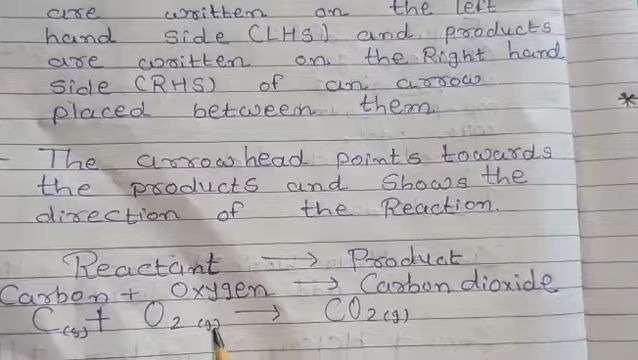 are written on the left
hand side (LHS) and products
are written on the Right hand
side (RHS) of an arrow
placed between them
*
- The arrowhead points towards
the products and shows the
direction of the Reaction.
Reactant → Product
Carbon + Oxygen → Carbon dioxide
C(s) + O2 (g) → CO2(g)